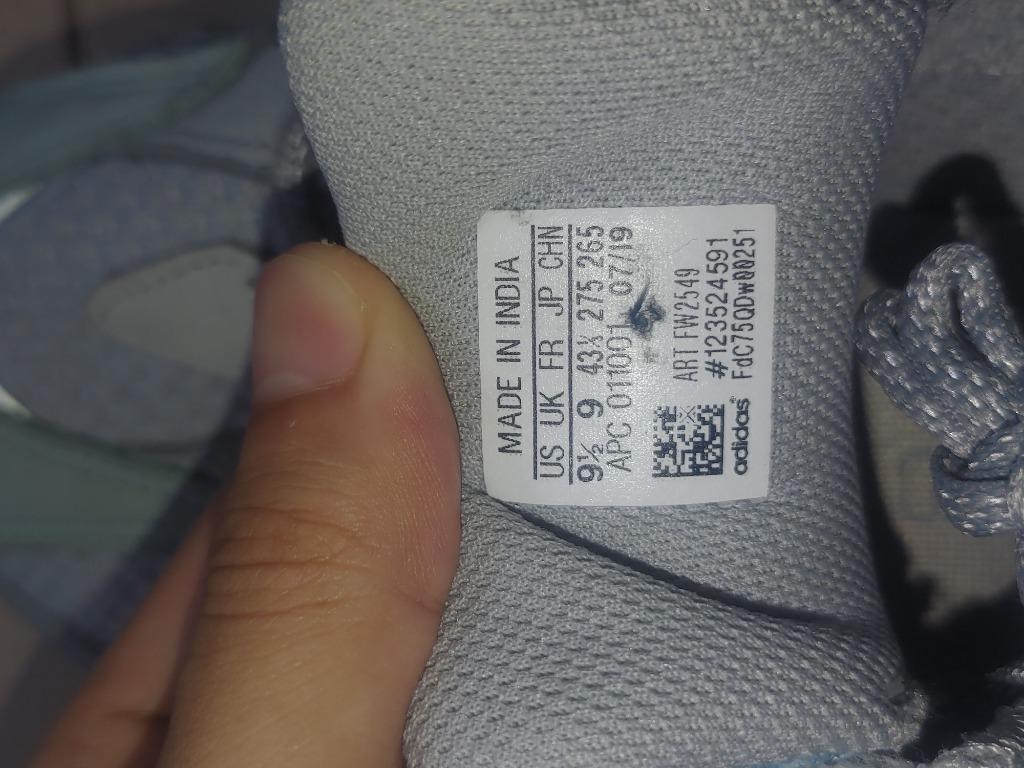 MADE IN INDIA
US UK FR JP CHN
9½ 9 43⅓ 275 265
APC 011001 07/19
ART FW2549
#1235244591
FdC75QDw00251
adidas